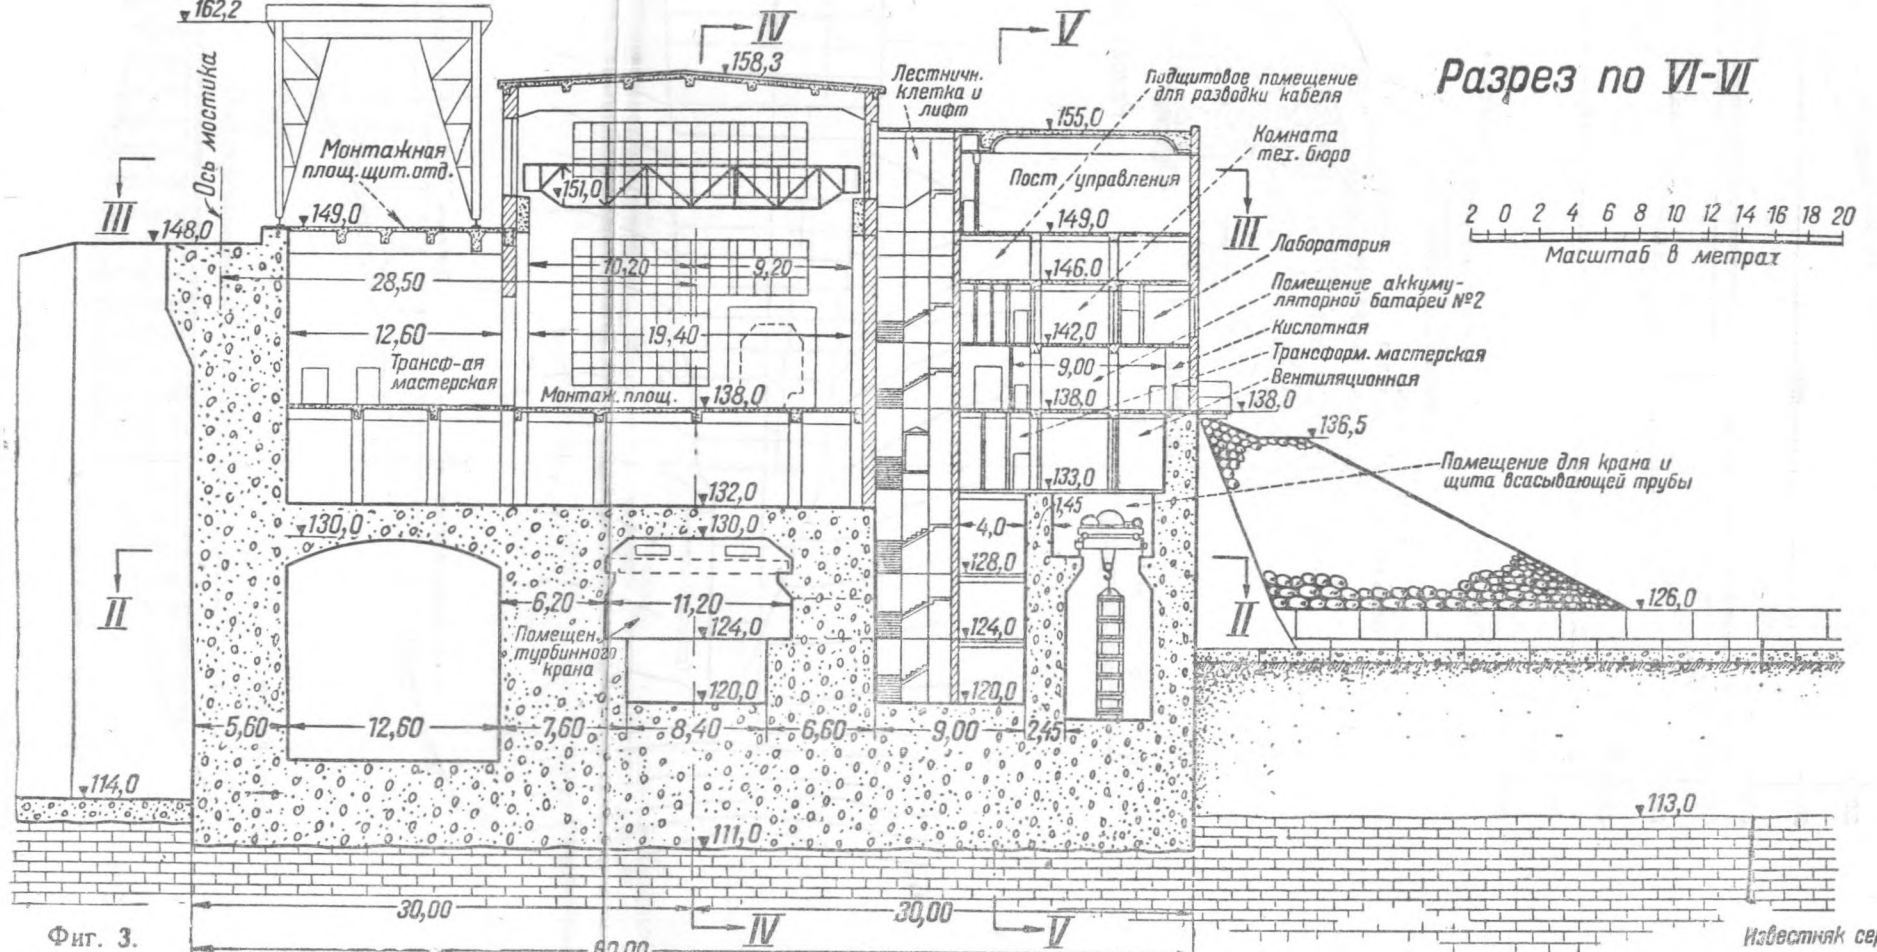 162,2
IV
V
Разрез по VI-VI
158,3
Лестничн.
клетка и
лифт
Подщитовое помещение
для разводки кабеля
155,0
Комната
тех. бюро
Ось мостика
Монтажная
площ. щит. отд.
151,0
Пост управления
III
149,0
149,0
III
2 0 2 4 6 8 10 12 14 16 18 20
Масштаб в метрах
148,0
Лаборатория
28,50
10,20
9,20
146.0
Помещение аккуму-
ляторной батареи №2
12,60
19,40
142,0
Кислотная
Трансф-ая
мастерская
9,00
Трансформ. мастерская
Вентиляционная
Монтаж. площ.
138,0
138,0
138,0
136,5
Помещение для крана и
щита всасывающей трубы
132,0
133,0
130,0
130,0
4,0
1,45
II
128,0
II
6,20
11,20
126,0
Помещен.
турбинного
крана
124,0
124,0
120,0
120,0
5,60
12,60
7,60
8,40
6,60
9,00
2,45
114,0
113,0
111,0
30,00
30,00
IV
V
Фиг. 3.
60,00
Известняк